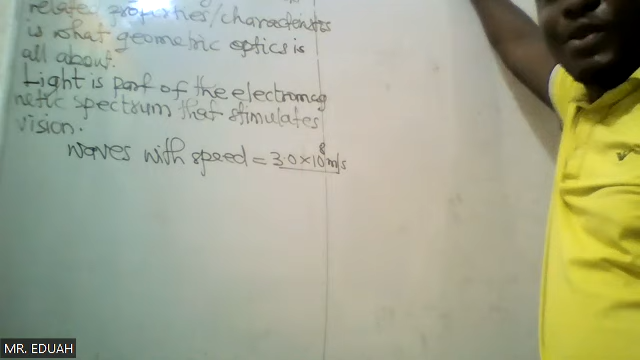 related properties/characteristics
is what geometric optics is
all about.
Light is part of the electromag
netic spectrum that stimulates
vision.
waves with speed = 3.0×10⁸m/s
MR. EDUAH